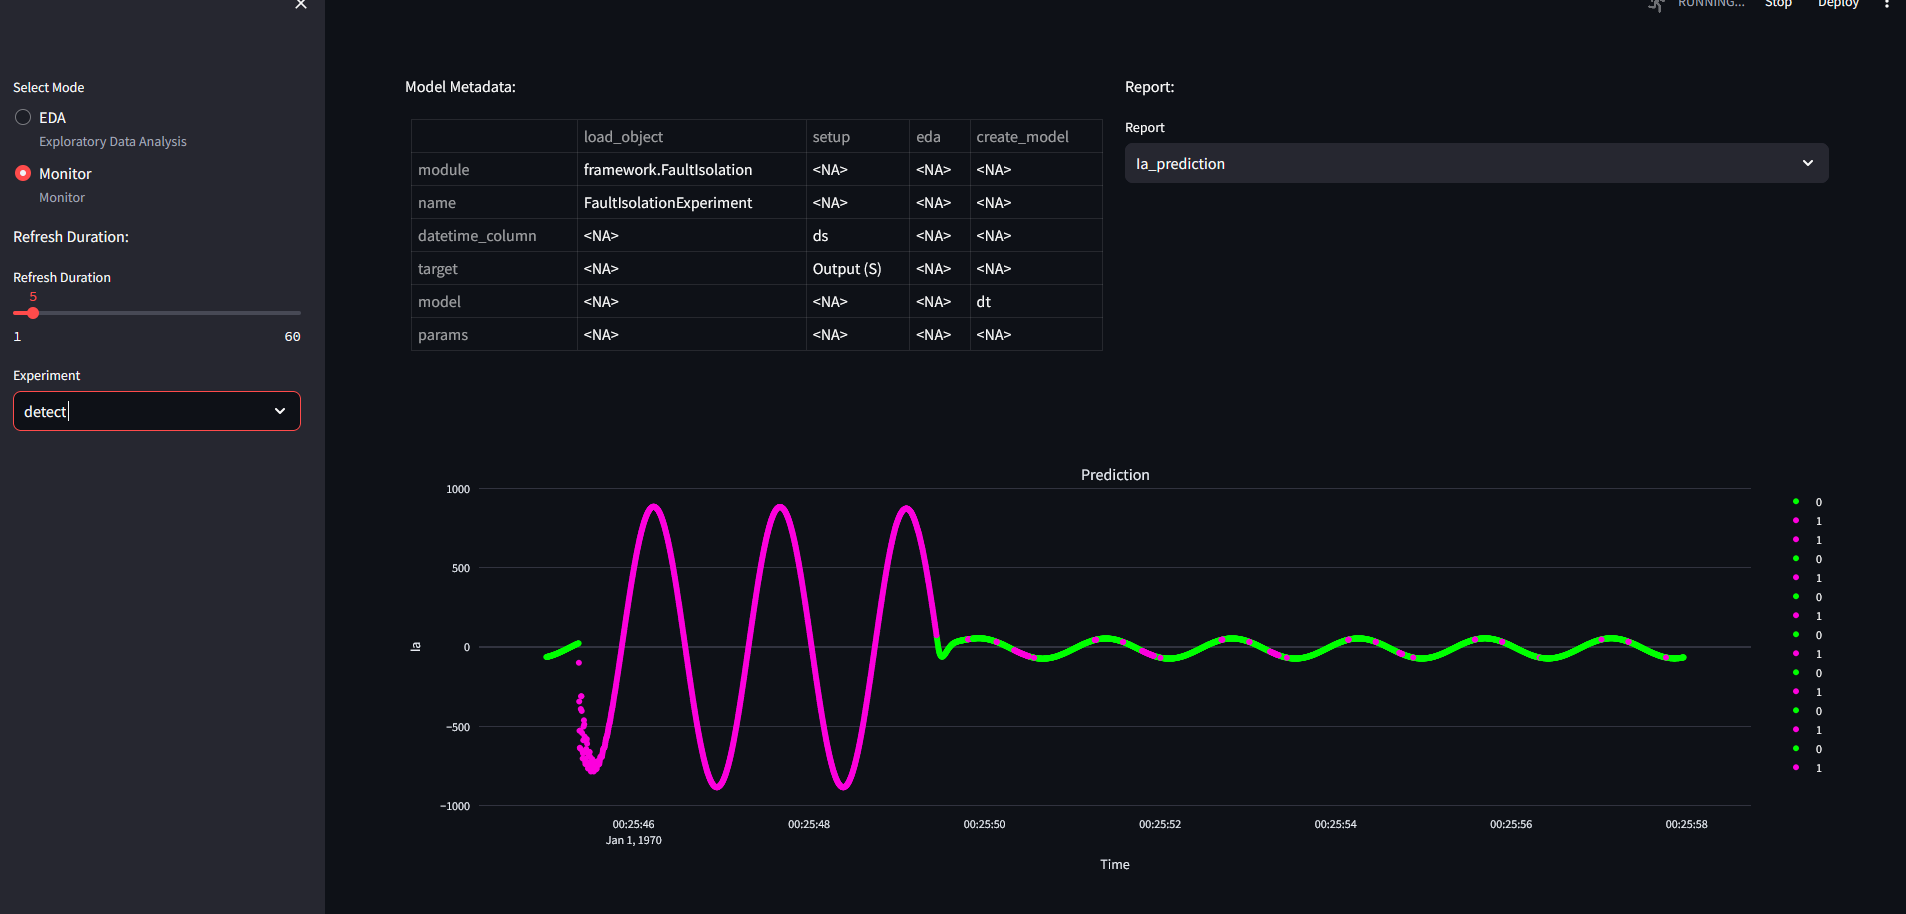 RUNNING... Stop Deploy
Select Mode
EDA
Exploratory Data Analysis
Monitor
Monitor
Refresh Duration:
Refresh Duration
5
1 60
Experiment
detect
Model Metadata:
load_object setup eda create_model
module framework.FaultIsolation <NA> <NA> <NA>
name FaultIsolationExperiment <NA> <NA> <NA>
datetime_column <NA> ds <NA> <NA>
target <NA> Output (S) <NA> <NA>
model <NA> <NA> <NA> dt
params <NA> <NA> <NA> <NA>
Report:
Report
Ia_prediction
Prediction
1000
500
0
−500
−1000
Ia
00:25:46 00:25:48 00:25:50 00:25:52 00:25:54 00:25:56 00:25:58
Jan 1, 1970
Time
0
1
1
0
1
0
1
0
1
0
1
0
1
0
1